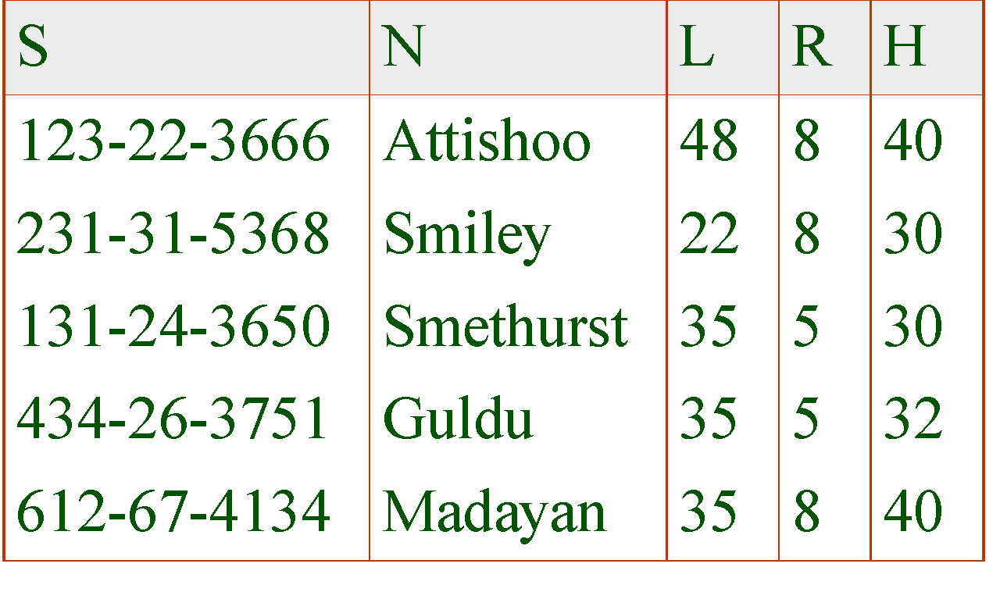 S N L R H
123-22-3666 Attishoo 48 8 40
231-31-5368 Smiley 22 8 30
131-24-3650 Smethurst 35 5 30
434-26-3751 Guldu 35 5 32
612-67-4134 Madayan 35 8 40